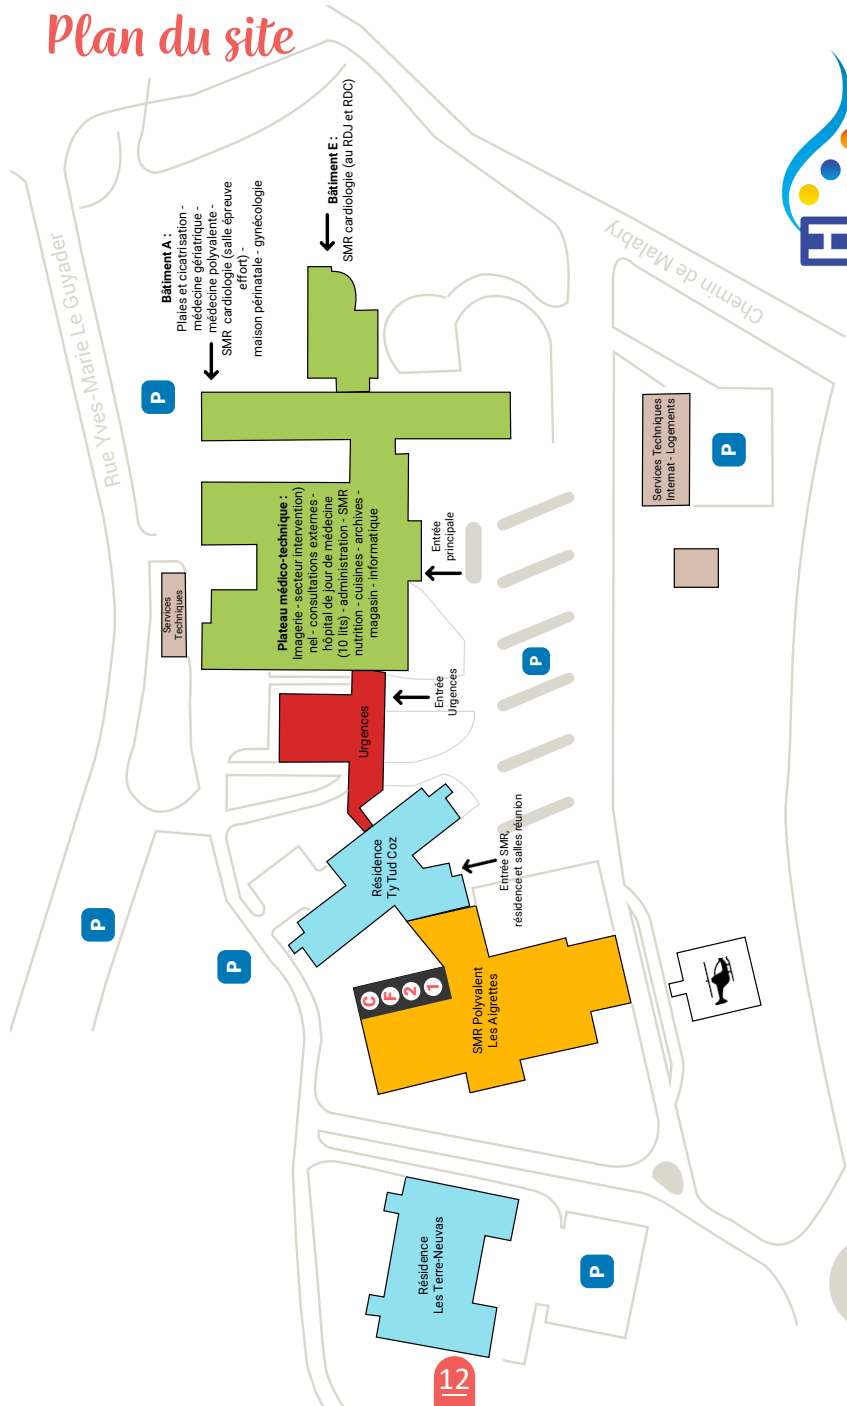 Plan du site
Bâtiment E :
SMR cardiologie (au RDJ et RDC)
Bâtiment A :
Plaies et cicatrisation -
médecine gériatrique -
médecine polyvalente -
SMR cardiologie (salle épreuve
effort) -
maison périnatale - gynécologie
Rue Yves-Marie Le Guyader
Chemin de Malabry
P
Services Techniques
Internat - Logements
P
Plateau médico-technique :
Imagerie - secteur intervention)
nel - consultations externes -
hôpital de jour de médecine
(10 lits) - administration - SMR
nutrition - cuisines - archives -
magasin - informatique
Entrée
principale
Services
Techniques
P
Entrée
Urgences
Urgences
Résidence
Ty Tud Coz
Entrée SMR,
résidence et salles réunion
P
P
C
F
2
1
SMR Polyvalent
Les Aigrettes
Résidence
Les Terre-Neuvas
P
12
H